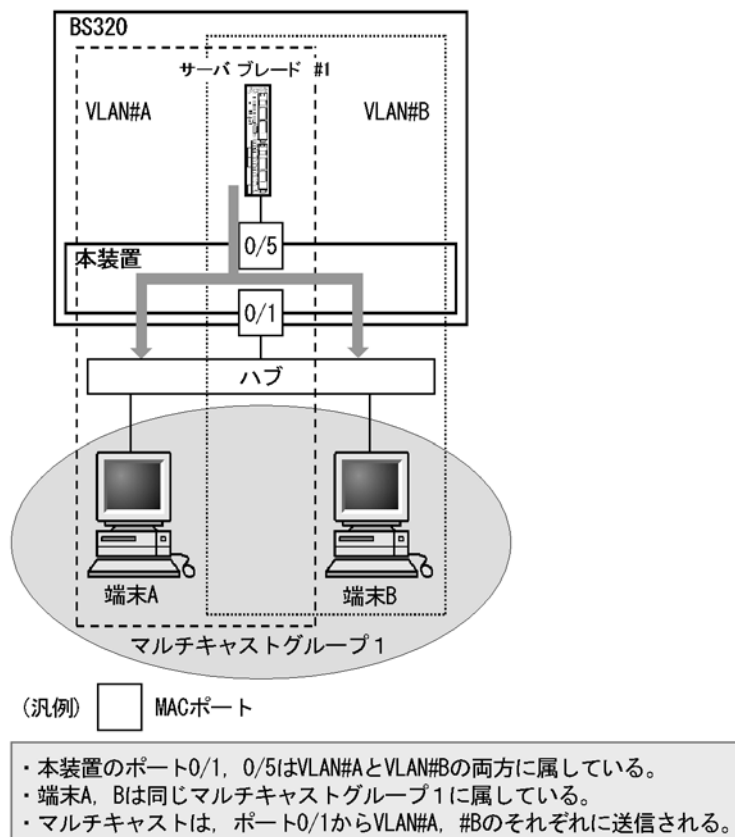 BS320
サーバ ブレード #1
VLAN#A
VLAN#B
0/5
本装置
0/1
ハブ
端末A
端末B
マルチキャストグループ1
(汎例) MACポート
・本装置のポート0/1, 0/5はVLAN#AとVLAN#Bの両方に属している。
・端末A, Bは同じマルチキャストグループ1に属している。
・マルチキャストは, ポート0/1からVLAN#A, #Bのそれぞれに送信される。